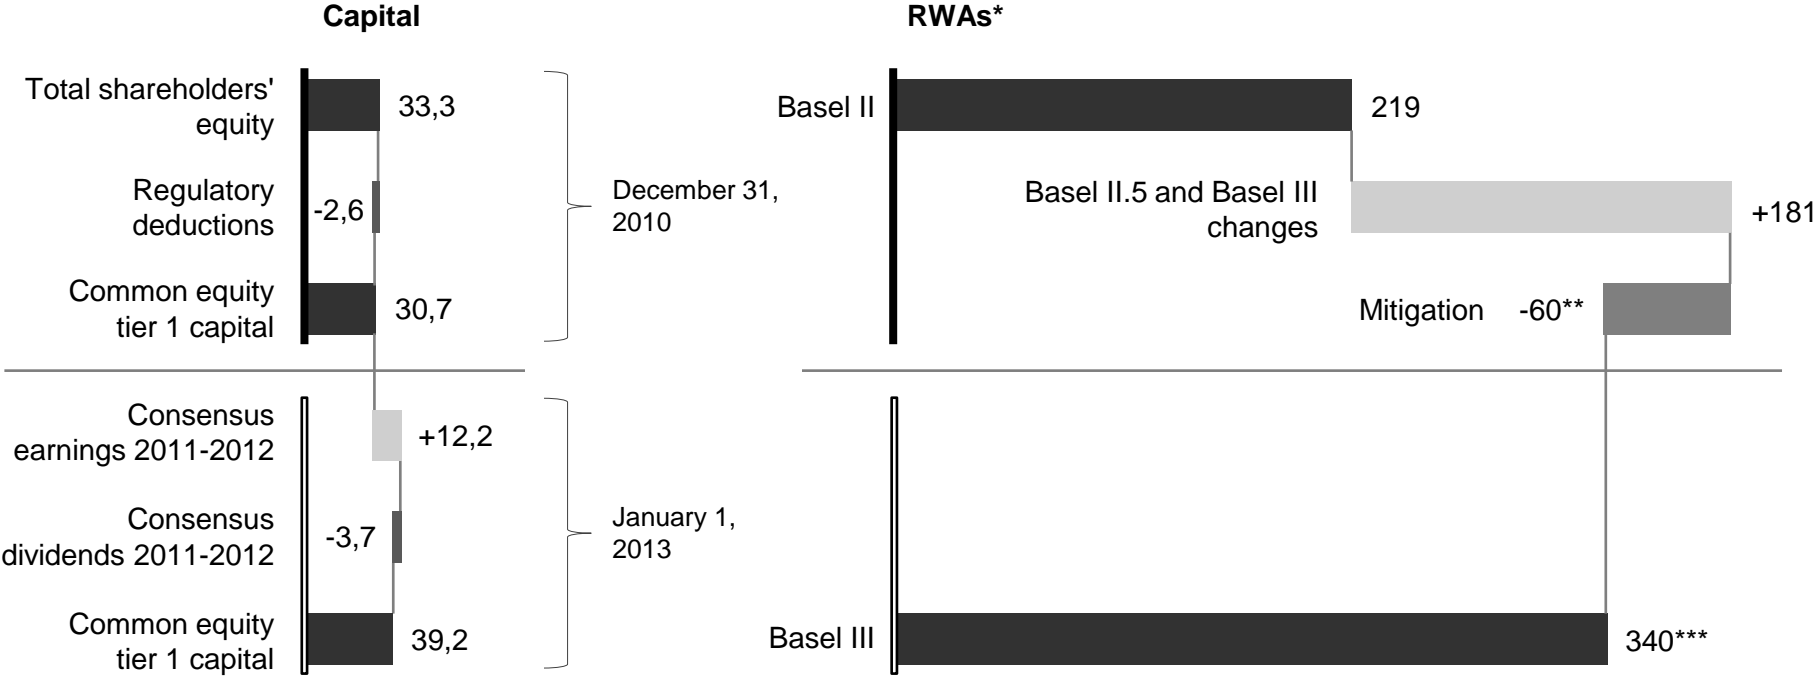 Capital
Total shareholders'
equity
33,3
Regulatory
deductions
-2,6
Common equity
tier 1 capital
30,7
December 31,
2010
Consensus
earnings 2011-2012
+12,2
Consensus
dividends 2011-2012
-3,7
Common equity
tier 1 capital
39,2
January 1,
2013
RWAs*
Basel II
219
Basel II.5 and Basel III
changes
+181
Mitigation
-60**
Basel III
340***